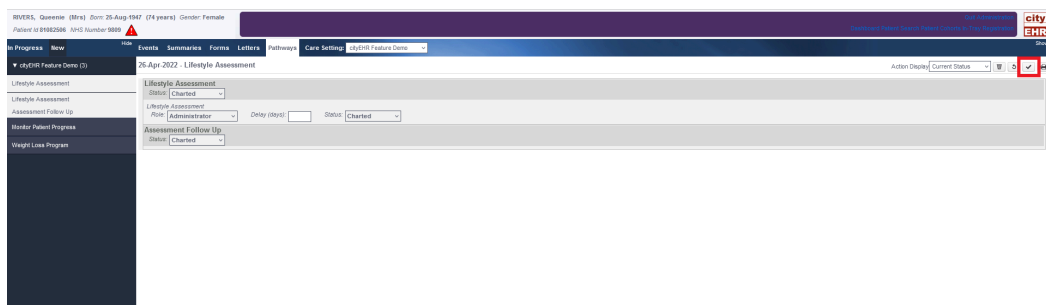 RIVERS, Queenie (Mrs) Born: 25-Aug-1947 (74 years) Gender: Female
Patient Id 81082506 NHS Number 9809
city
EHR
In Progress New Hide Events Summaries Forms Letters Pathways Care Setting: cityEHR Feature Demo Show
▼ cityEHR Feature Demo (3)
26-Apr-2022 - Lifestyle Assessment
Action Display Current Status
Lifestyle Assessment
Lifestyle Assessment
Assessment Follow Up
Monitor Patient Progress
Weight Loss Program
Lifestyle Assessment
Status: Charted
Lifestyle Assessment
Role: Administrator Delay (days): Status: Charted
Assessment Follow Up
Status: Charted